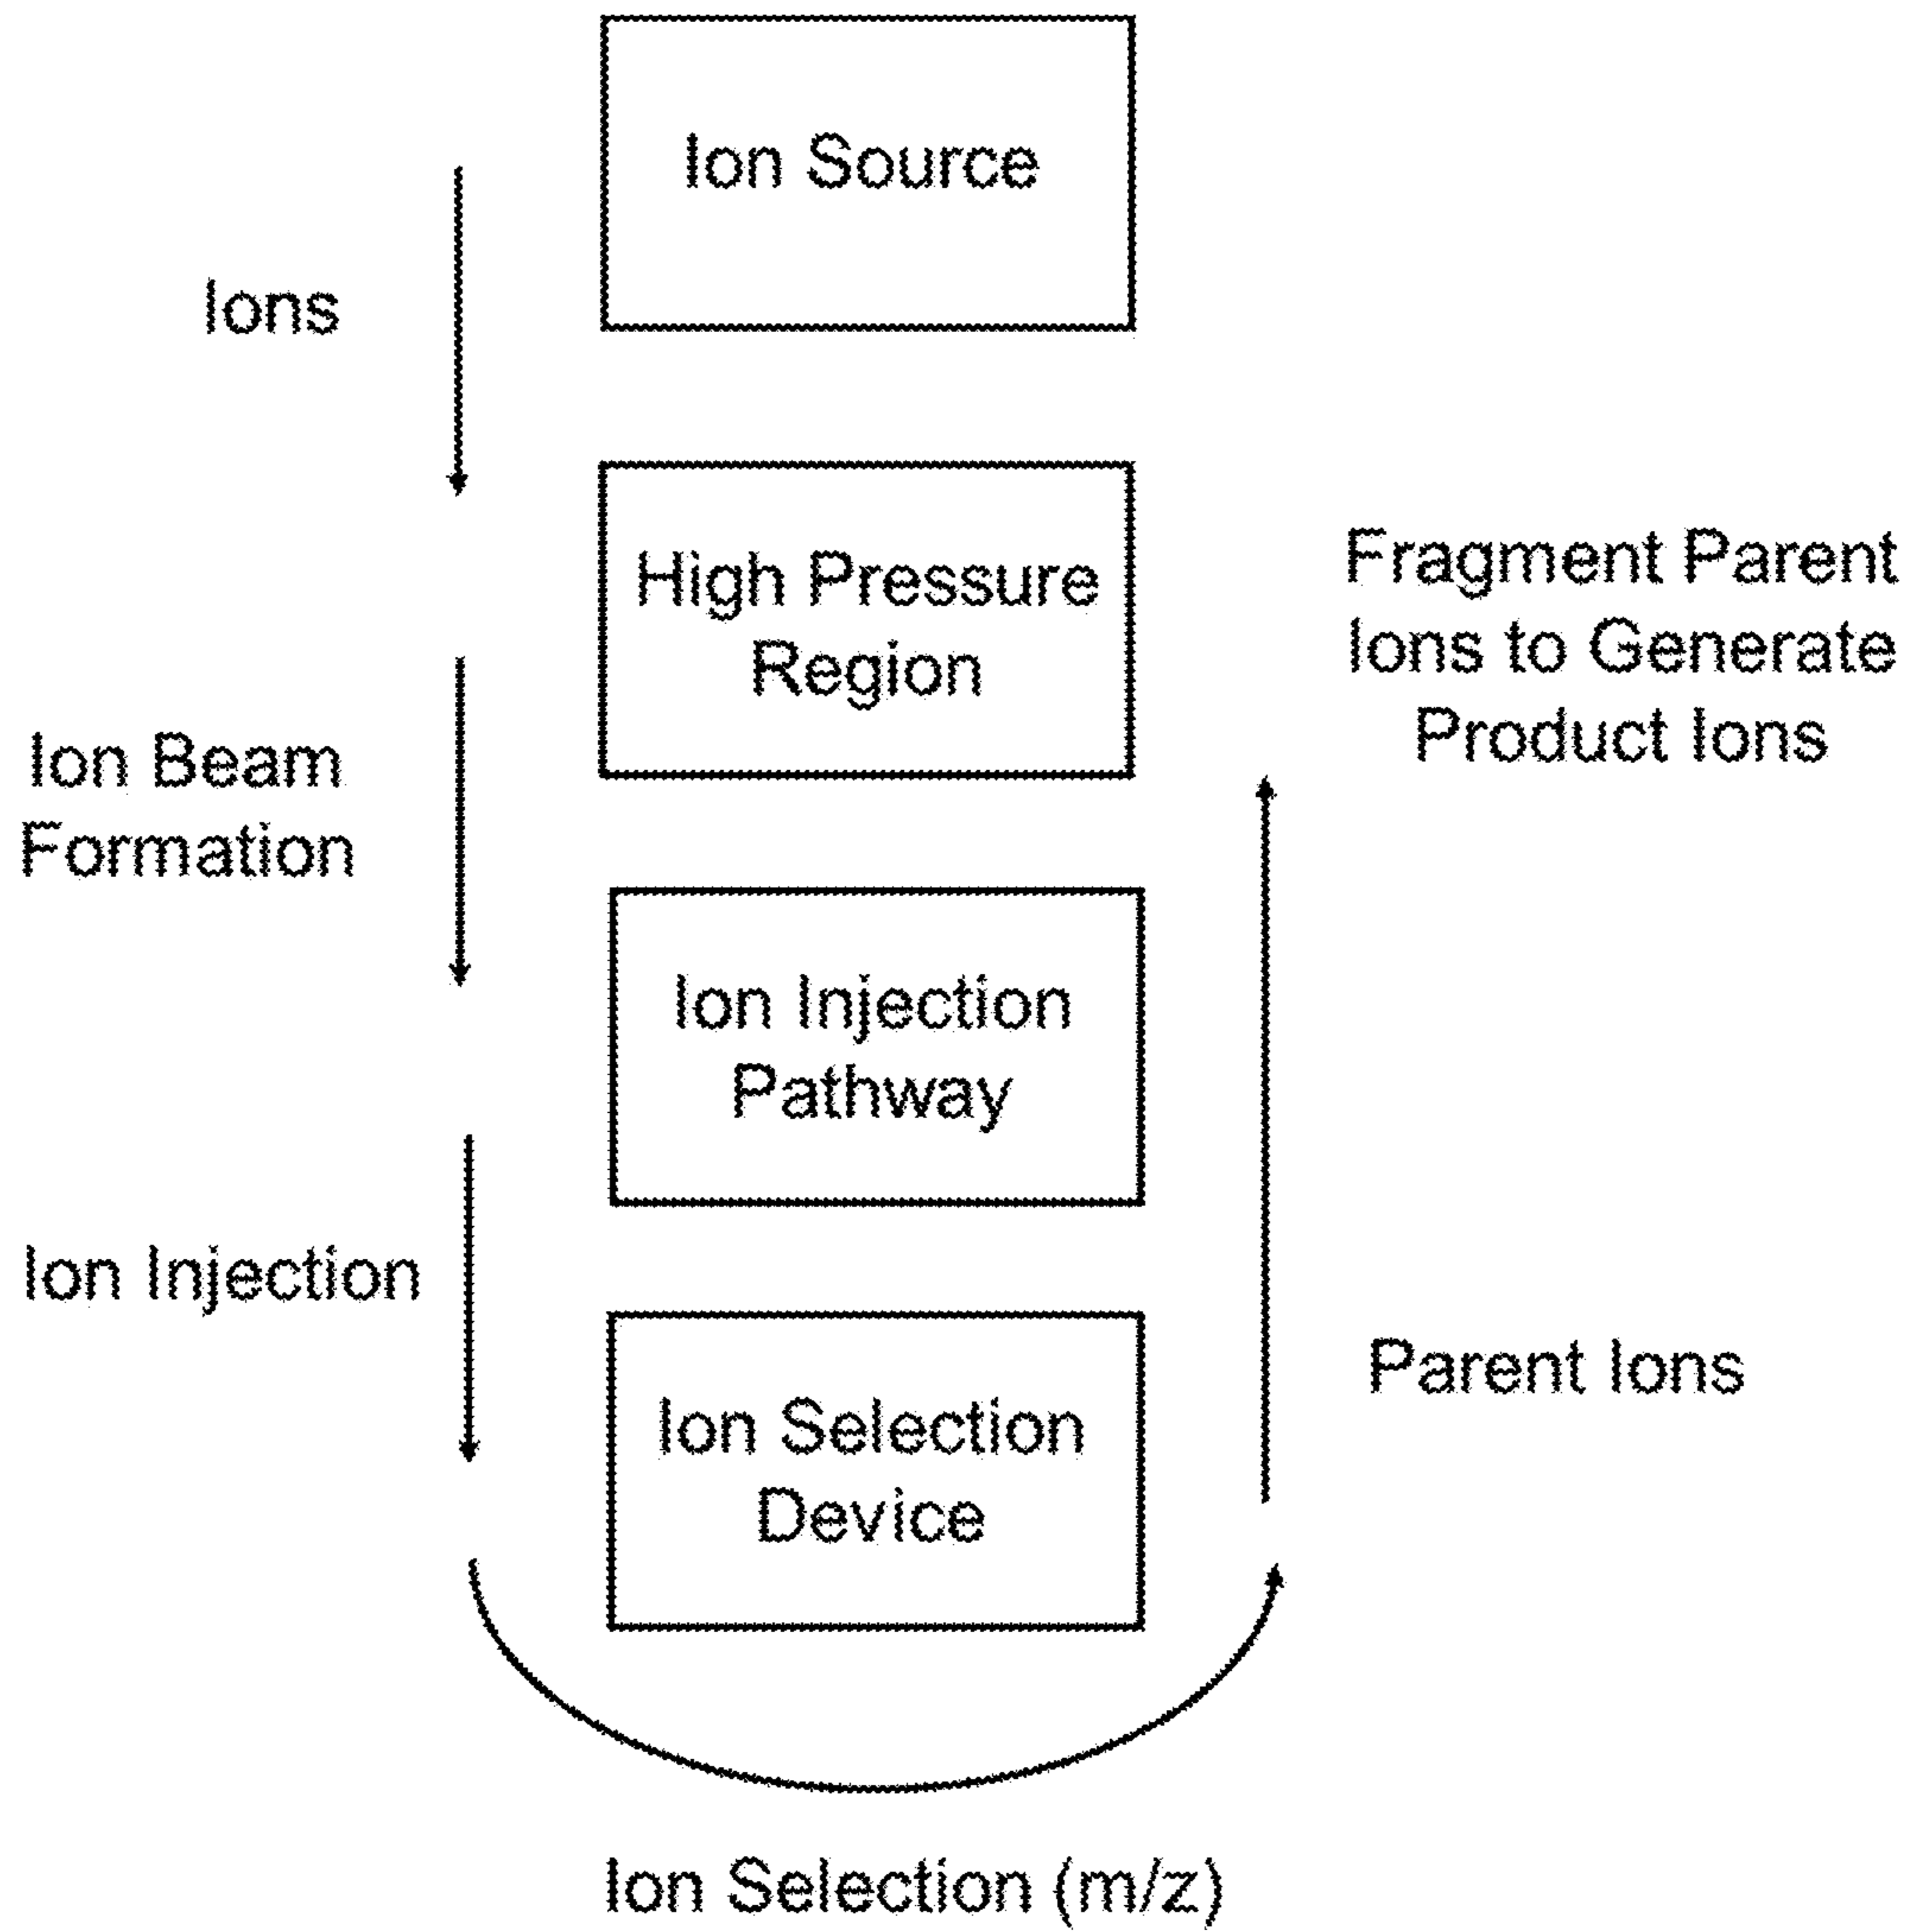 Ion Source
Ions
High Pressure
Region
Fragment Parent
Ions to Generate
Product Ions
Ion Beam
Formation
Ion Injection
Pathway
Ion Injection
Parent Ions
Ion Selection
Device
Ion Selection (m/z)